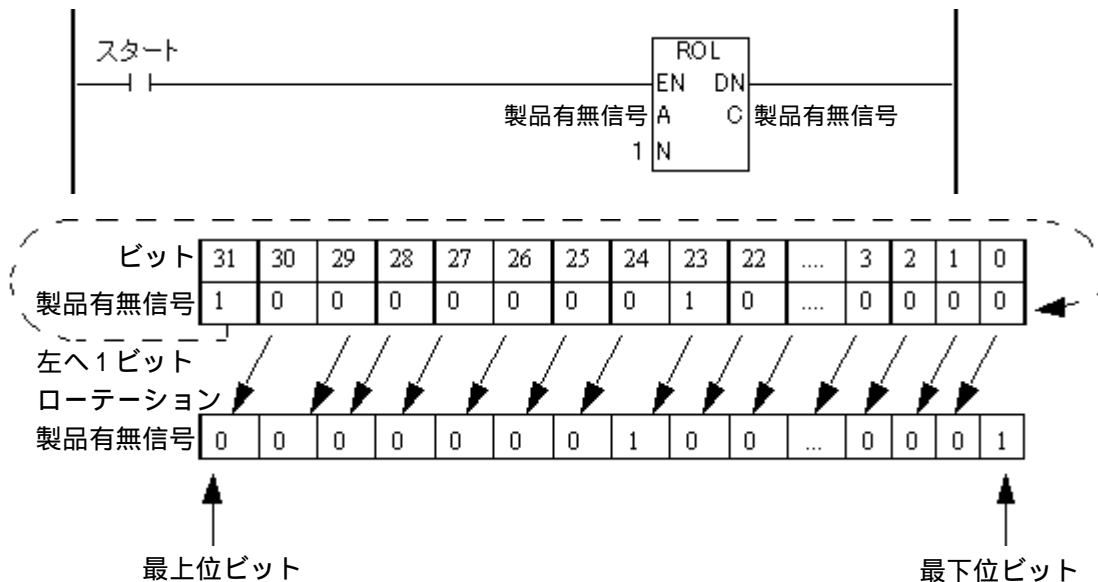 スタート
ROL
EN DN
製品有無信号 A C 製品有無信号
1 N
ビット 31 30 29 28 27 26 25 24 23 22 .... 3 2 1 0
製品有無信号 1 0 0 0 0 0 0 0 1 0 .... 0 0 0 0
左へ1ビット
ローテーション
製品有無信号 0 0 0 0 0 0 0 1 0 0 ... 0 0 0 1
最上位ビット 最下位ビット